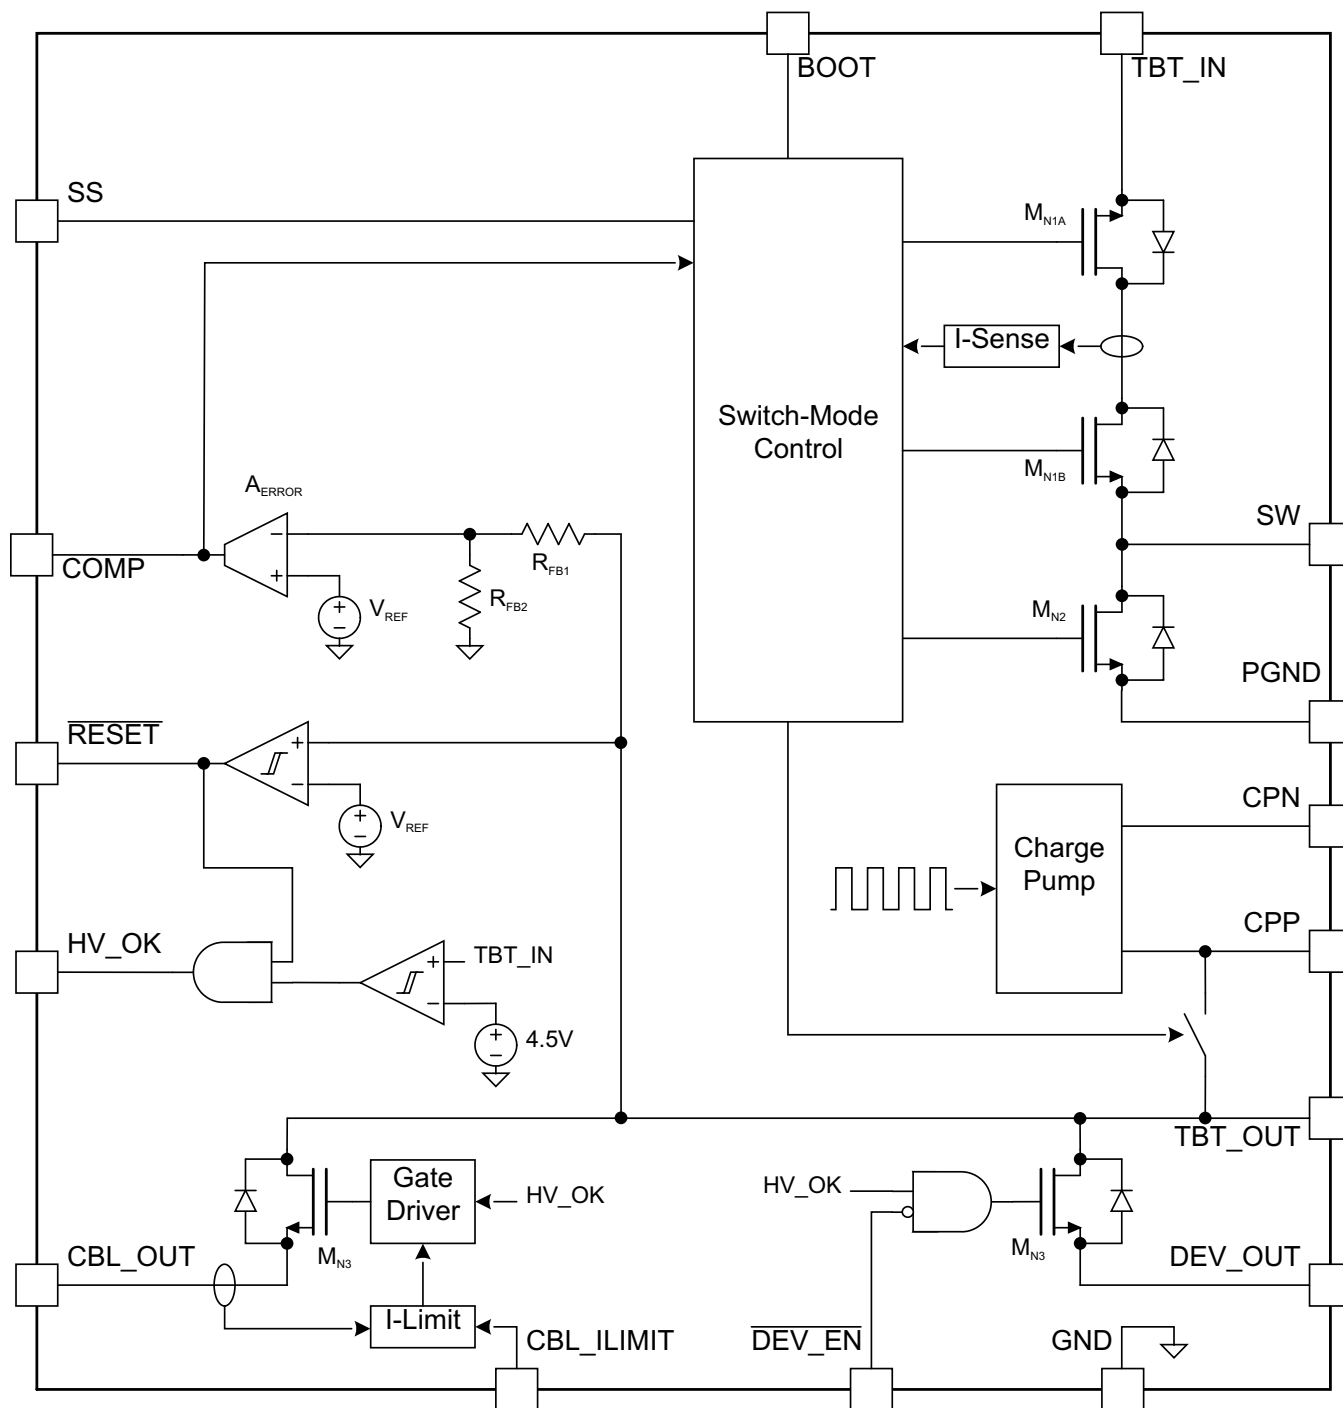 BOOT
TBT_IN
SS
M_N1A
I-Sense
Switch-Mode
Control
M_N1B
A_ERROR
SW
COMP
−
+
R_FB1
R_FB2
V_REF
+
−
M_N2
PGND
RESET
+
−
V_REF
+
−
CPN
Charge
Pump
CPP
HV_OK
+
−
TBT_IN
4.5V
+
−
TBT_OUT
Gate
Driver
HV_OK
HV_OK
M_N3
M_N3
CBL_OUT
DEV_OUT
I-Limit
CBL_ILIMIT
DEV_EN
GND